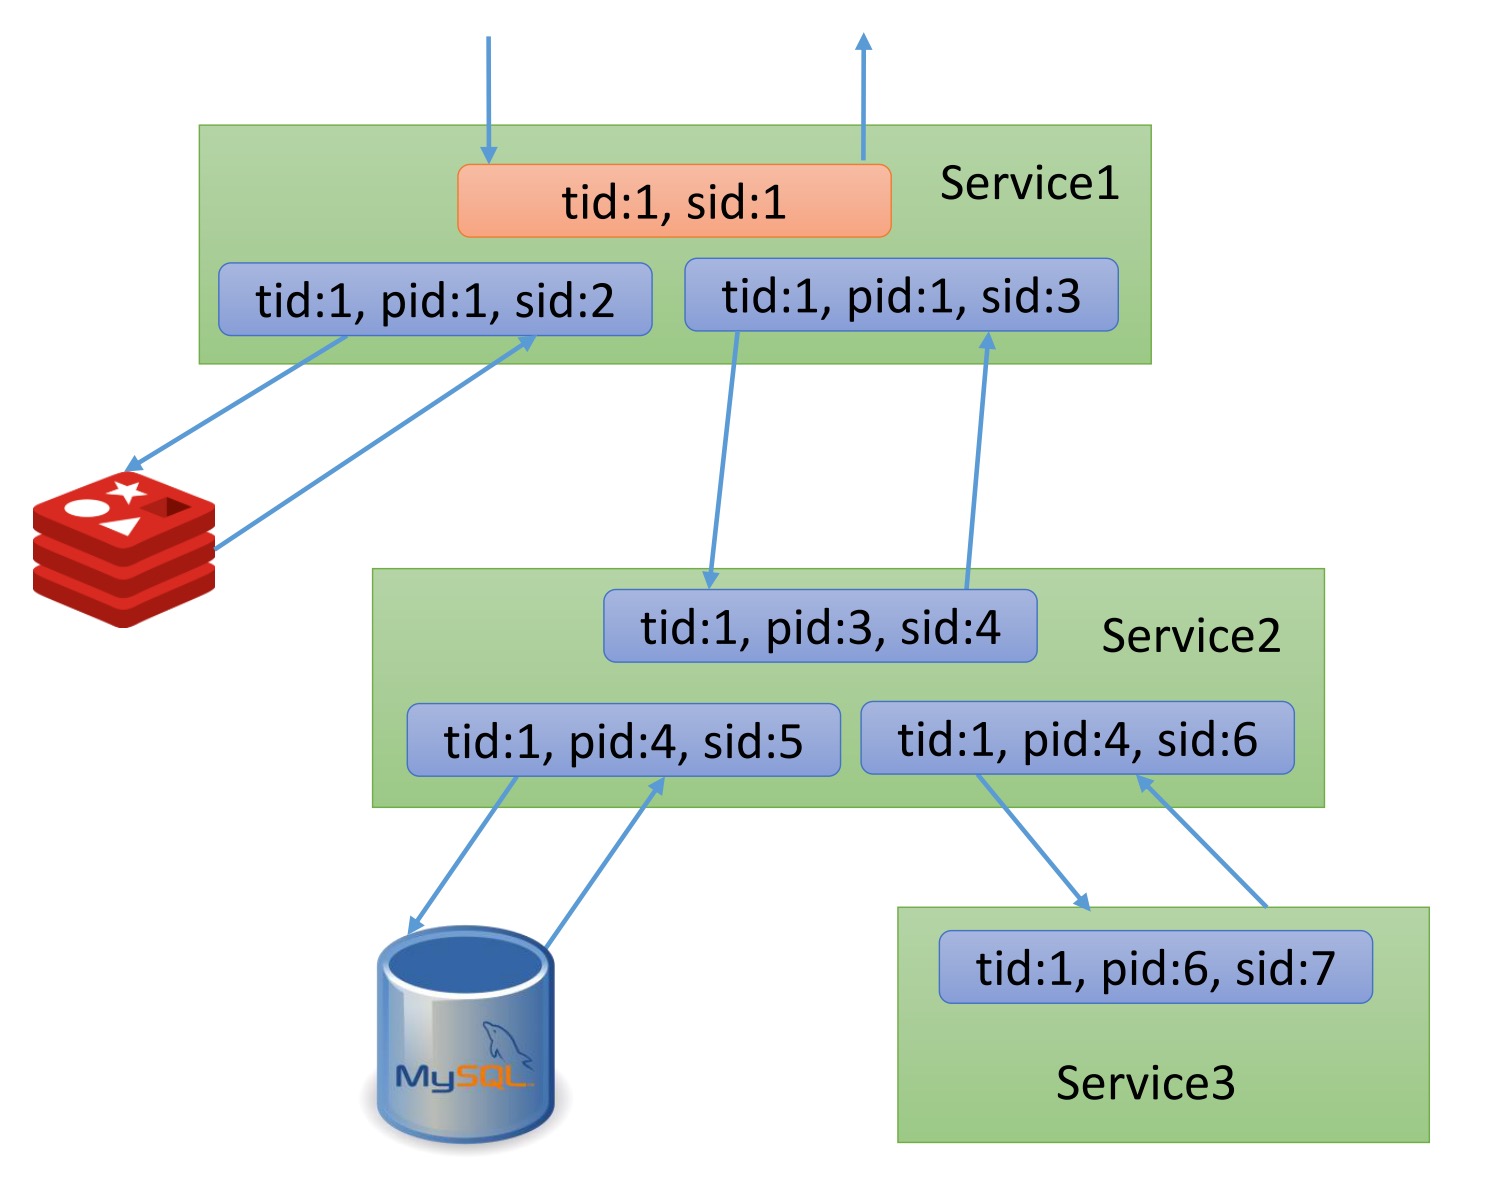 Service1
tid:1, sid:1
tid:1, pid:1, sid:2
tid:1, pid:1, sid:3
tid:1, pid:3, sid:4
Service2
tid:1, pid:4, sid:5
tid:1, pid:4, sid:6
tid:1, pid:6, sid:7
MySQL
Service3